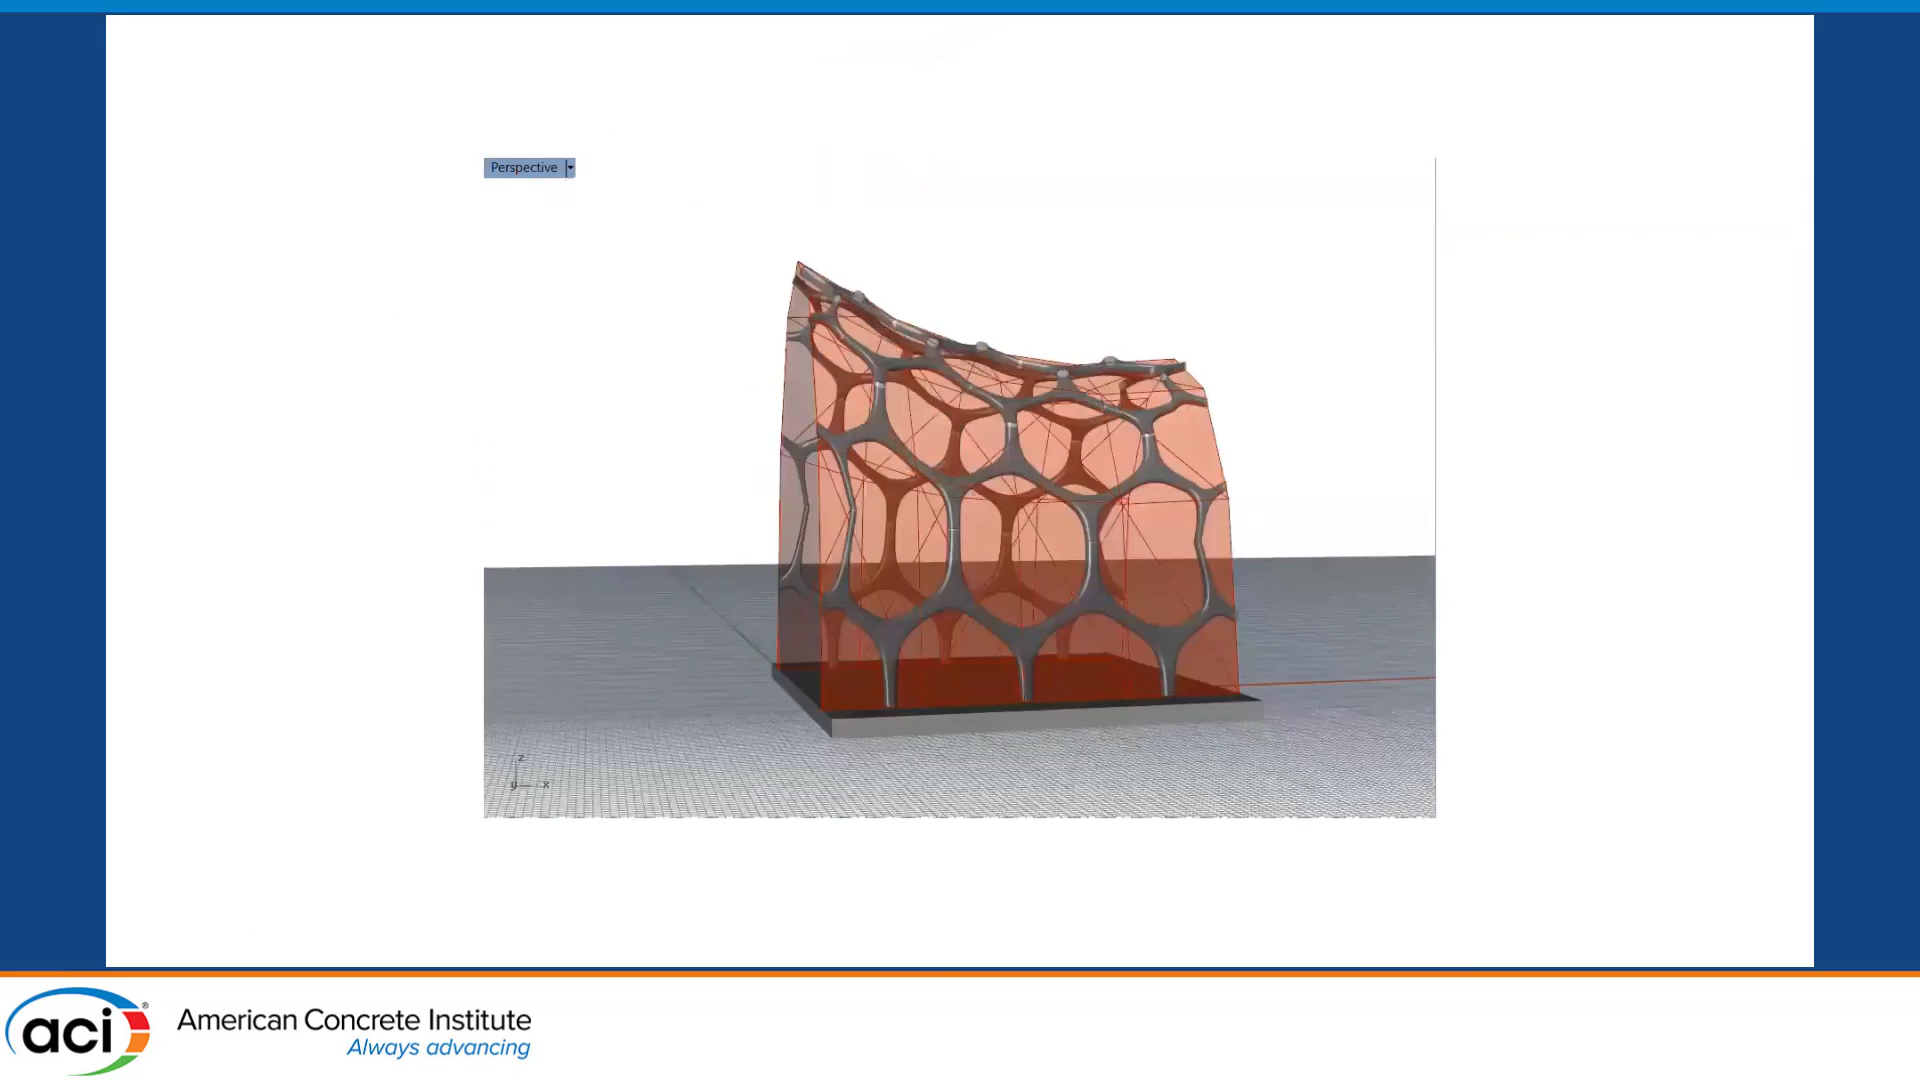 Perspective
z
y
x
aci®
American Concrete Institute
Always advancing